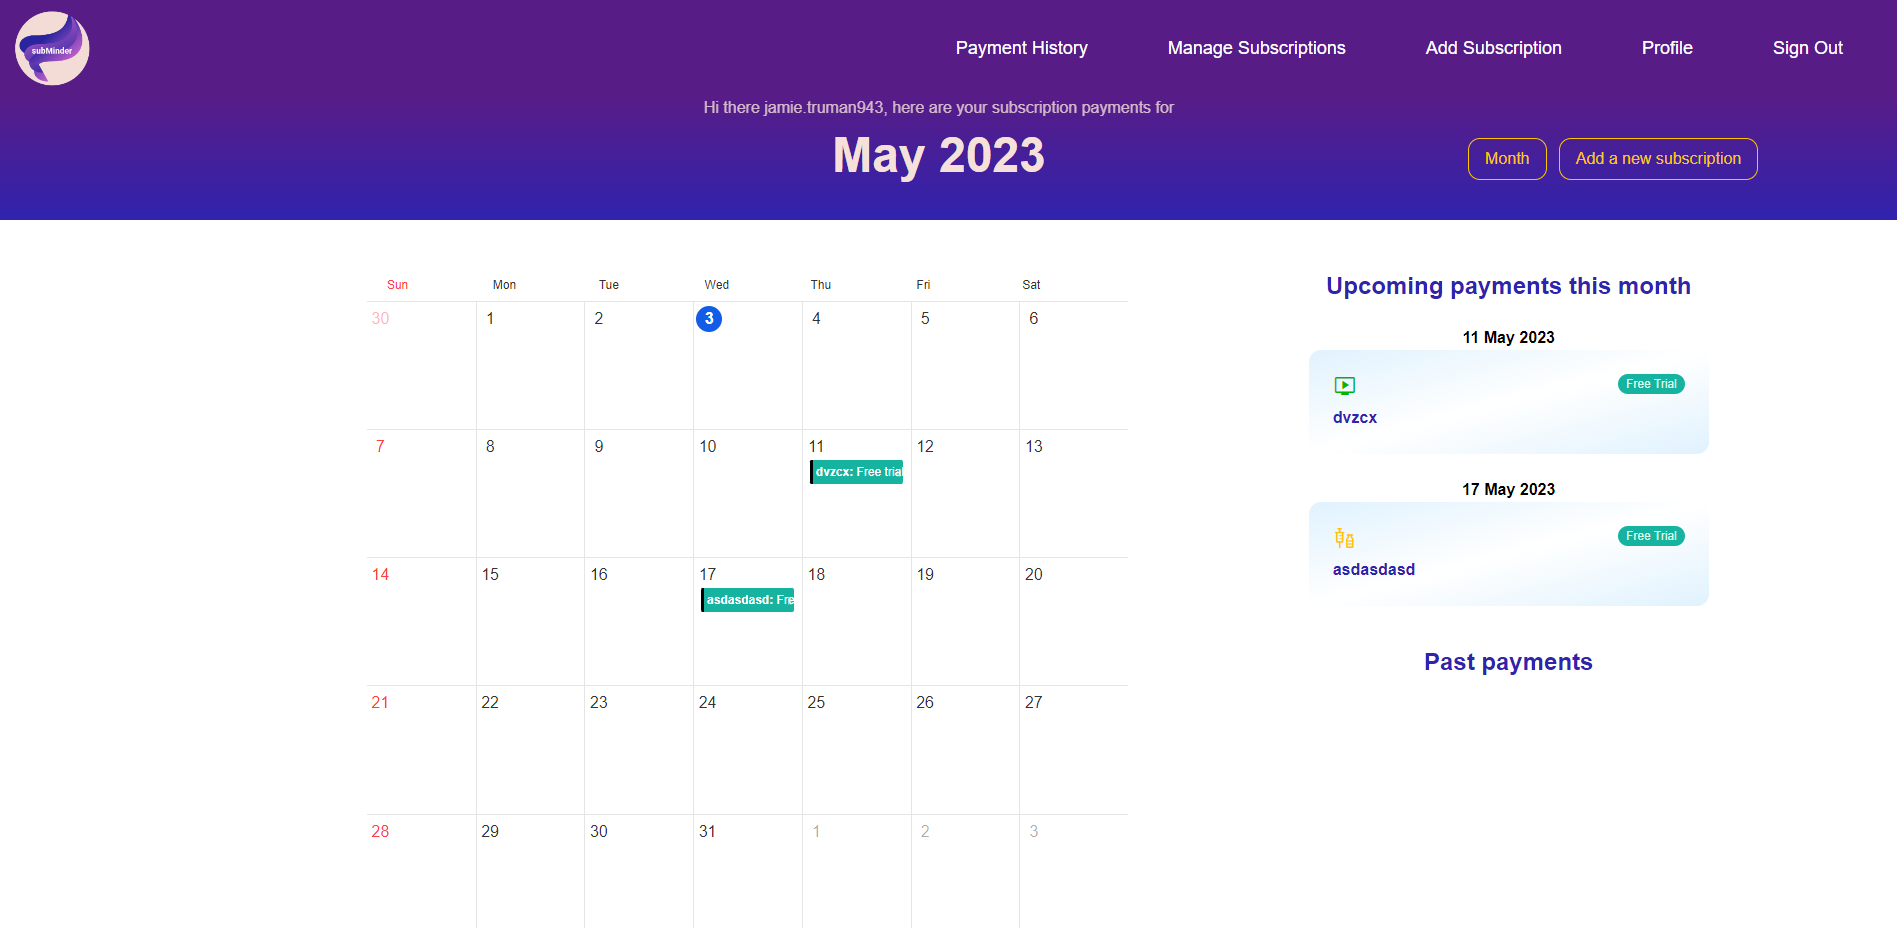 subMinder
Payment History Manage Subscriptions Add Subscription Profile Sign Out
Hi there jamie.truman943, here are your subscription payments for
May 2023
Month Add a new subscription
Sun Mon Tue Wed Thu Fri Sat
30 1 2 3 4 5 6
7 8 9 10 11 12 13
dvzcx: Free trial
14 15 16 17 18 19 20
asdasdasd: Fre
21 22 23 24 25 26 27
28 29 30 31 1 2 3
Upcoming payments this month
11 May 2023
Free Trial
dvzcx
17 May 2023
Free Trial
asdasdasd
Past payments